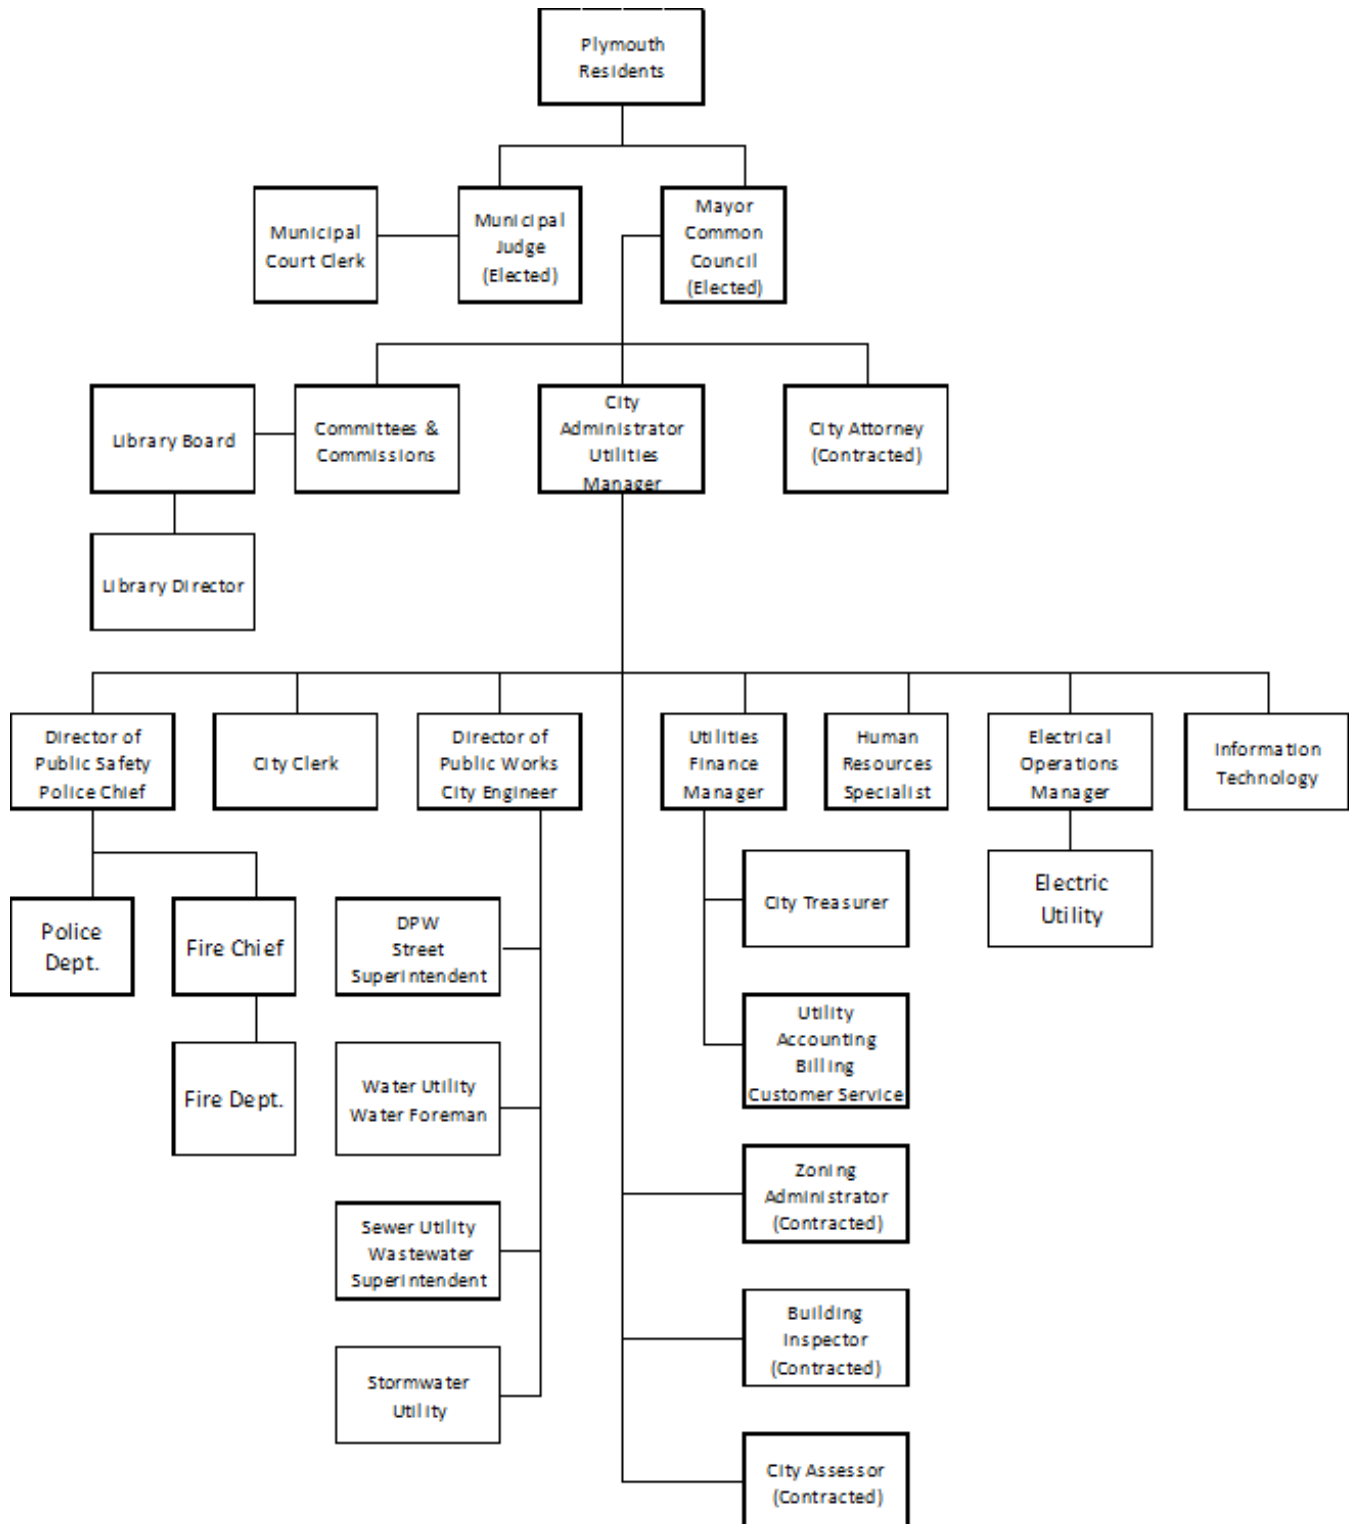 Plymouth
Residents
Municipal
Court Clerk
Municipal
Judge
(Elected)
Mayor
Common
Council
(Elected)
Library Board
Committees &
Commissions
City
Administrator
Utilities
Manager
City Attorney
(Contracted)
Library Director
Director of
Public Safety
Police Chief
City Clerk
Director of
Public Works
City Engineer
Utilities
Finance
Manager
Human
Resources
Specialist
Electrical
Operations
Manager
Information
Technology
Police
Dept.
Fire Chief
Fire Dept.
DPW
Street
Superintendent
Water Utility
Water Foreman
Sewer Utility
Wastewater
Superintendent
Stormwater
Utility
City Treasurer
Utility
Accounting
Billing
Customer Service
Electric
Utility
Zoning
Administrator
(Contracted)
Building
Inspector
(Contracted)
City Assessor
(Contracted)